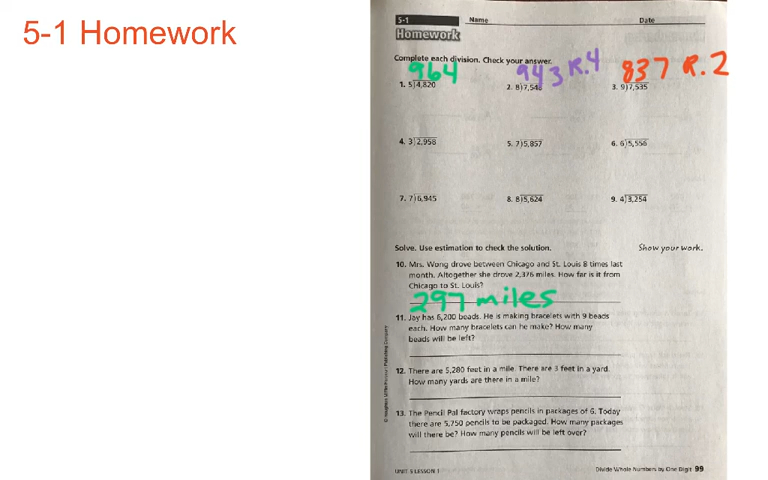 5-1 Homework
5-1 Name Date
Homework
Complete each division. Check your answer.
964 943 R.4 837 R.2
1. 5)4,820 2. 8)7,548 3. 9)7,535
4. 3)2,958 5. 7)5,857 6. 6)5,556
7. 7)6,945 8. 8)5,624 9. 4)3,254
Solve. Use estimation to check the solution. Show your work.
10. Mrs. Wong drove between Chicago and St. Louis 8 times last
month. Altogether she drove 2,376 miles. How far is it from
Chicago to St. Louis?
297 miles
11. Jay has 6,200 beads. He is making bracelets with 9 beads
each. How many bracelets can he make? How many
beads will be left?
12. There are 5,280 feet in a mile. There are 3 feet in a yard.
How many yards are there in a mile?
13. The Pencil Pal factory wraps pencils in packages of 6. Today
there are 5,750 pencils to be packaged. How many packages
will there be? How many pencils will be left over?
© Houghton Mifflin Harcourt Publishing Company
UNIT 5 LESSON 1 Divide Whole Numbers by One Digit 99